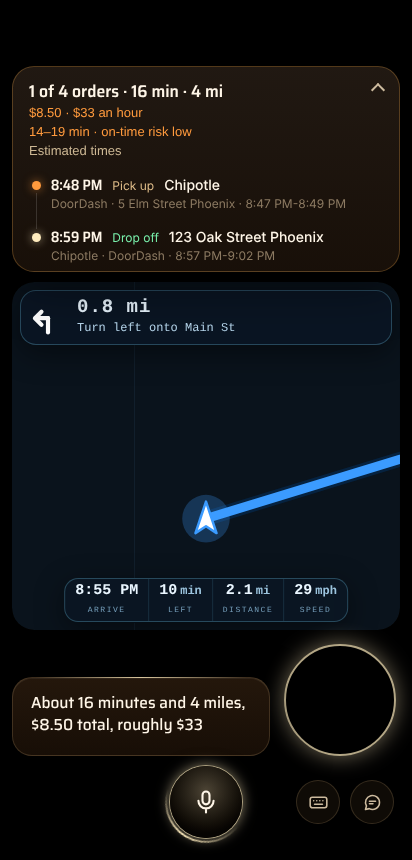 1 of 4 orders · 16 min · 4 mi
$8.50 · $33 an hour
14–19 min · on-time risk low
Estimated times
8:48 PM Pick up Chipotle
DoorDash · 5 Elm Street Phoenix · 8:47 PM-8:49 PM
8:59 PM Drop off 123 Oak Street Phoenix
Chipotle · DoorDash · 8:57 PM-9:02 PM
0.8 mi
Turn left onto Main St
8:55 PM 10 min 2.1 mi 29 mph
ARRIVE LEFT DISTANCE SPEED
About 16 minutes and 4 miles,
$8.50 total, roughly $33